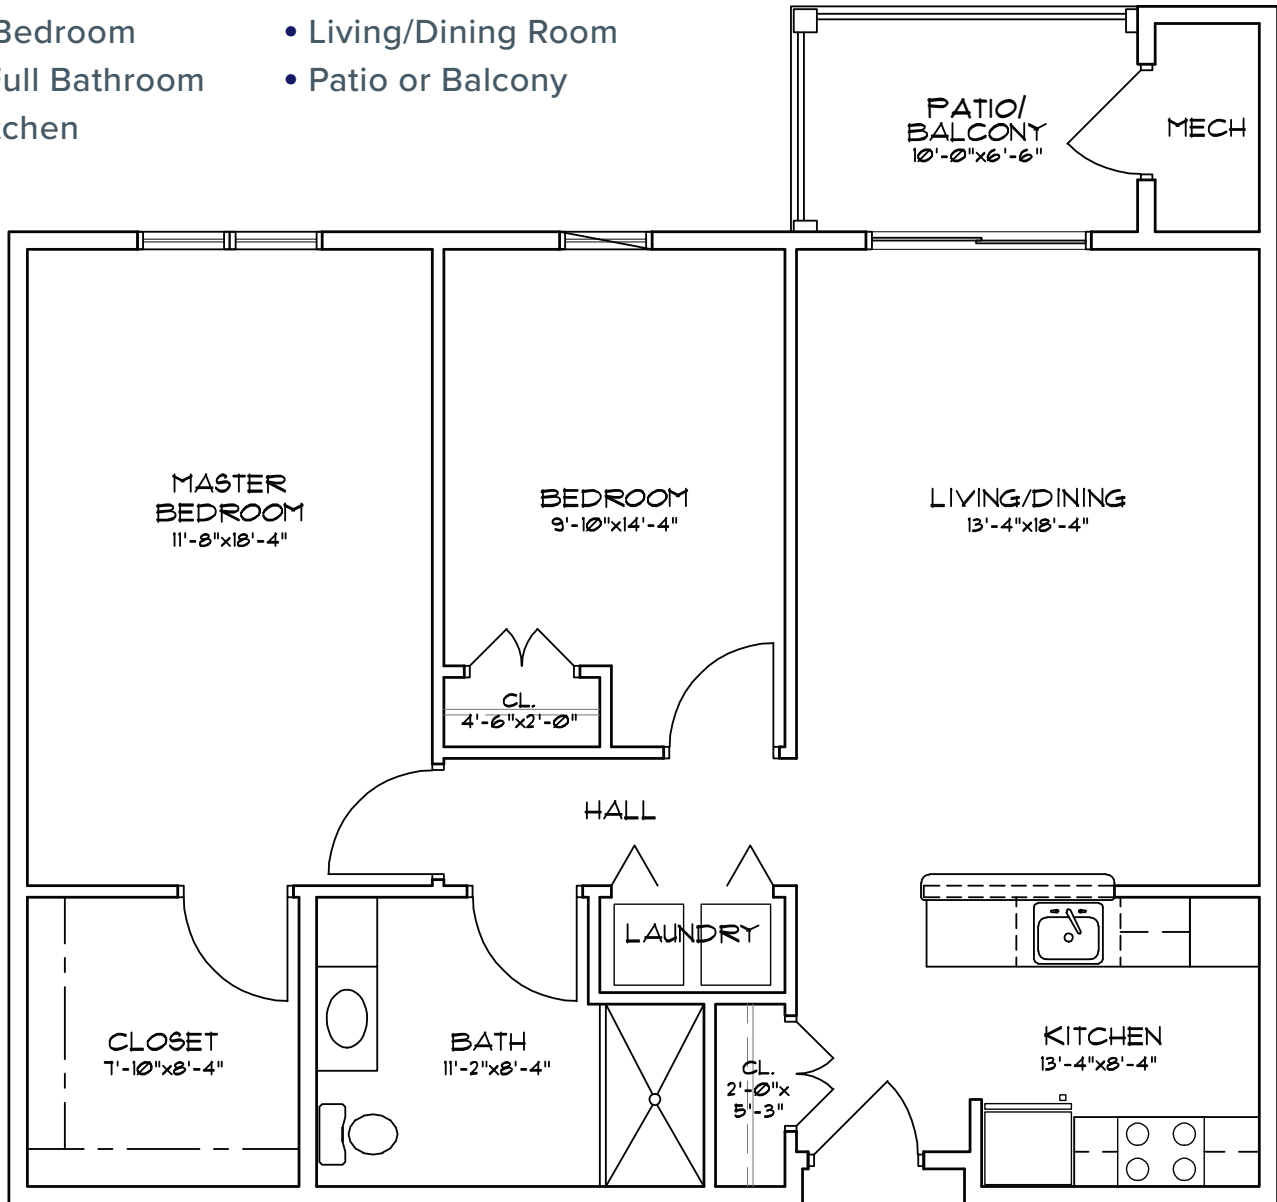 Bedroom
ull Bathroom
chen
• Living/Dining Room
• Patio or Balcony
PATIO/
BALCONY
10'-0"x6'-6"
MECH
MASTER
BEDROOM
11'-8"x18'-4"
BEDROOM
9'-10"x14'-4"
LIVING/DINING
13'-4"x18'-4"
CL.
4'-6"x2'-0"
HALL
LAUNDRY
CLOSET
7'-10"x8'-4"
BATH
11'-2"x8'-4"
CL.
2'-0"x
5'-3"
KITCHEN
13'-4"x8'-4"